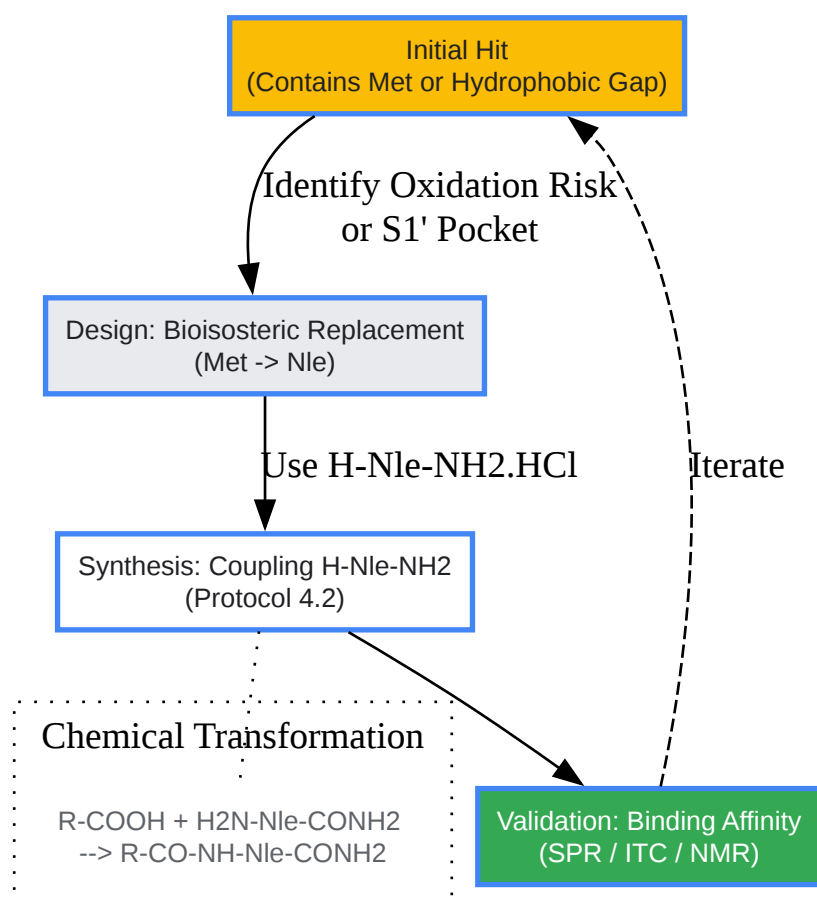 Initial Hit
(Contains Met or Hydrophobic Gap)
Identify Oxidation Risk
or S1' Pocket
Design: Bioisosteric Replacement
(Met -> Nle)
Use H-Nle-NH2.HCl
Iterate
Synthesis: Coupling H-Nle-NH2
(Protocol 4.2)
Chemical Transformation
R-COOH + H2N-Nle-CONH2
--> R-CO-NH-Nle-CONH2
Validation: Binding Affinity
(SPR / ITC / NMR)